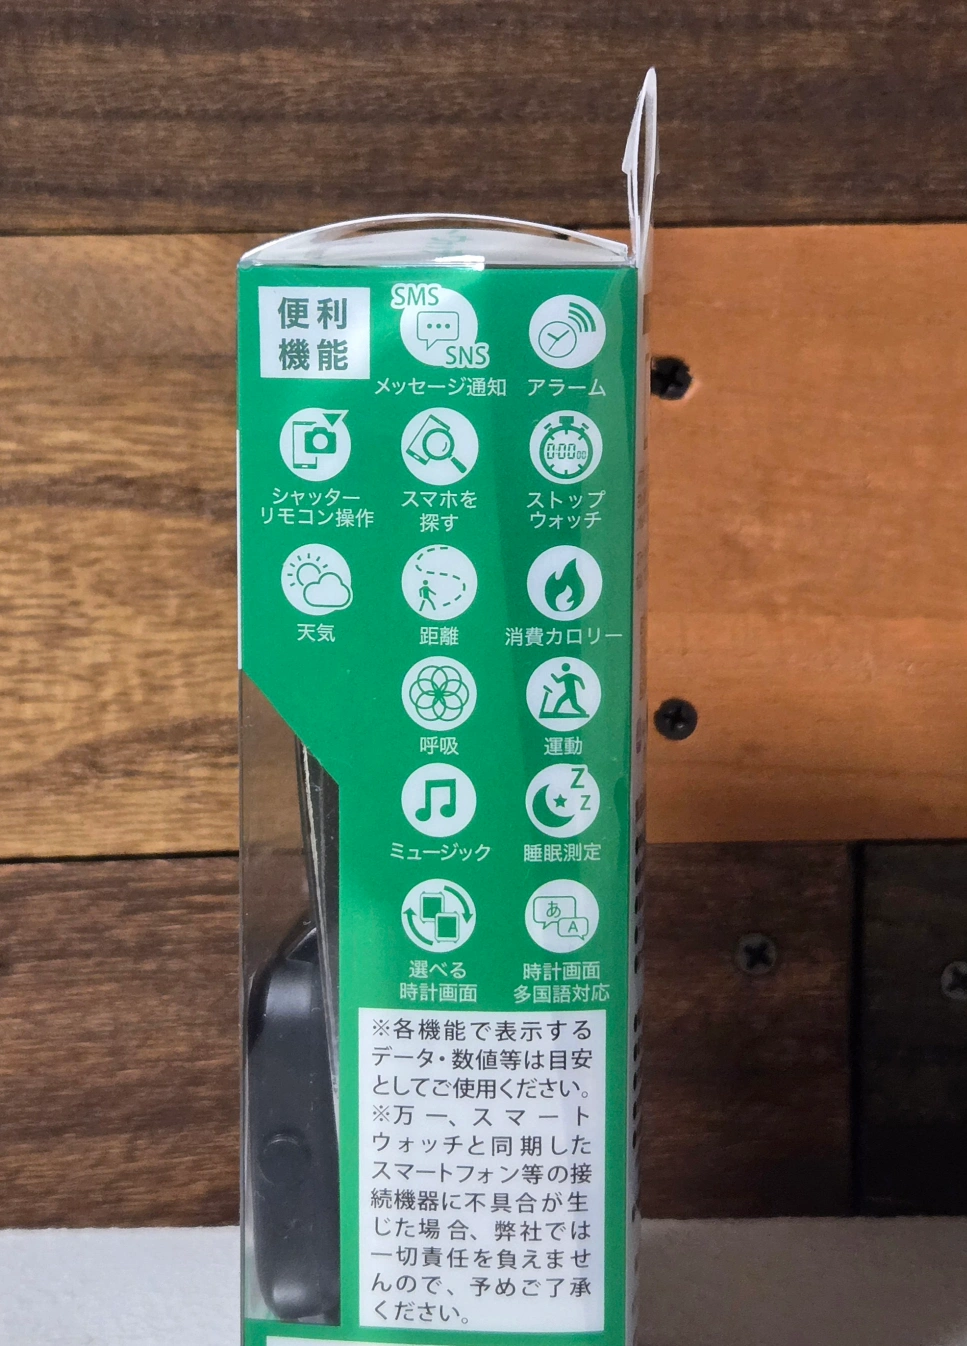 便利
機能
SMS
SNS
メッセージ通知
アラーム
シャッター
リモコン操作
スマホを
探す
0:00 00
ストップ
ウォッチ
天気
距離
消費カロリー
呼吸
運動
ミュージック
Z
Z
睡眠測定
選べる
時計画面
あ
A
時計画面
多国語対応
※各機能で表示する
データ・数値等は目安
としてご使用ください。
※万一、スマート
ウォッチと同期した
スマートフォン等の接
続機器に不具合が生
じた場合、弊社では
一切責任を負えませ
んので、予めご了承
ください。